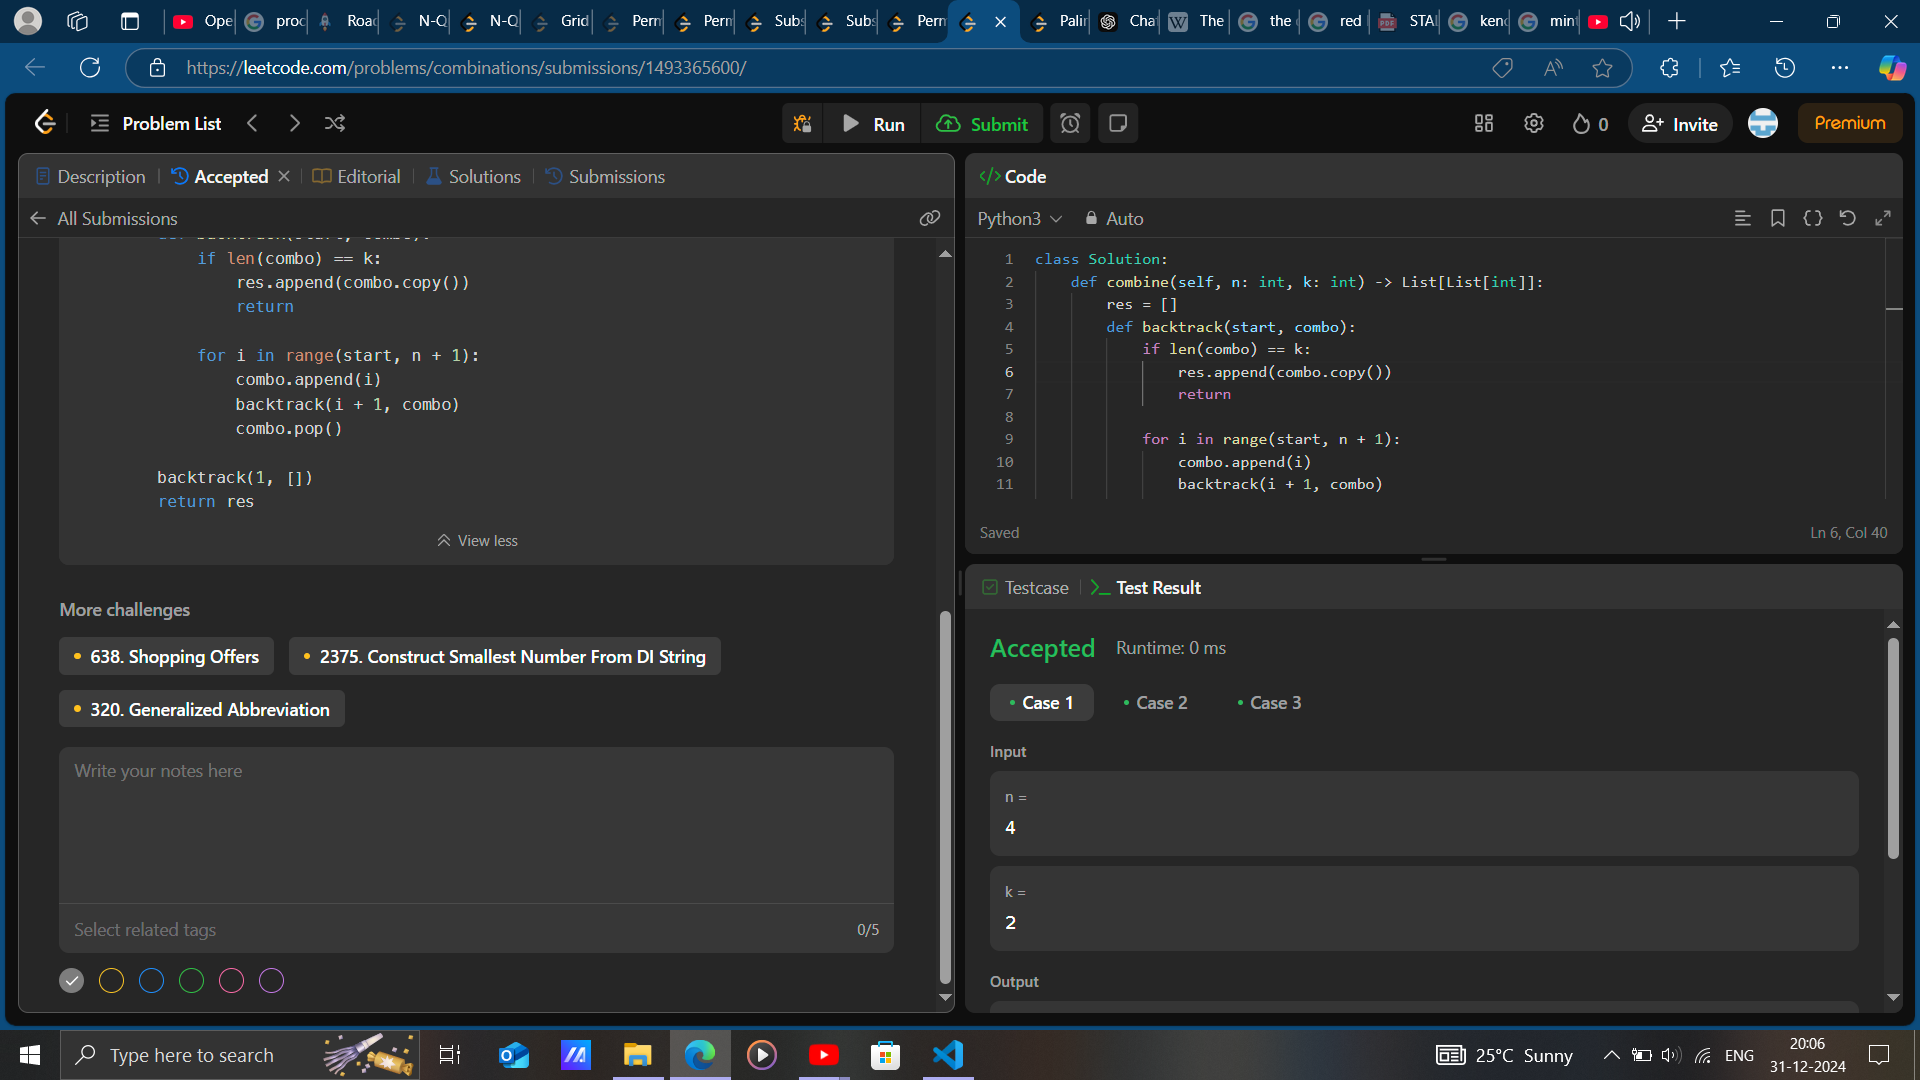 Ope
proc
Road
N-Q
N-Q
Grid
Perm
Perm
Subs
Subs
Perm
Palin
Chat
The
the
red
STA
kend
mint
https://leetcode.com/problems/combinations/submissions/1493365600/
Problem List
Run
Submit
0
Invite
Premium
Description
Accepted
Editorial
Solutions
Submissions
All Submissions
if len(combo) == k:
res.append(combo.copy())
return
for i in range(start, n + 1):
combo.append(i)
backtrack(i + 1, combo)
combo.pop()
backtrack(1, [])
return res
View less
More challenges
638. Shopping Offers
2375. Construct Smallest Number From DI String
320. Generalized Abbreviation
Write your notes here
Select related tags
0/5
</> Code
Python3
Auto
1 class Solution:
2 def combine(self, n: int, k: int) -> List[List[int]]:
3 res = []
4 def backtrack(start, combo):
5 if len(combo) == k:
6 res.append(combo.copy())
7 return
8
9 for i in range(start, n + 1):
10 combo.append(i)
11 backtrack(i + 1, combo)
Saved
Ln 6, Col 40
Testcase
Test Result
Accepted
Runtime: 0 ms
Case 1
Case 2
Case 3
Input
n =
4
k =
2
Output
Type here to search
25°C Sunny
ENG
20:06
31-12-2024